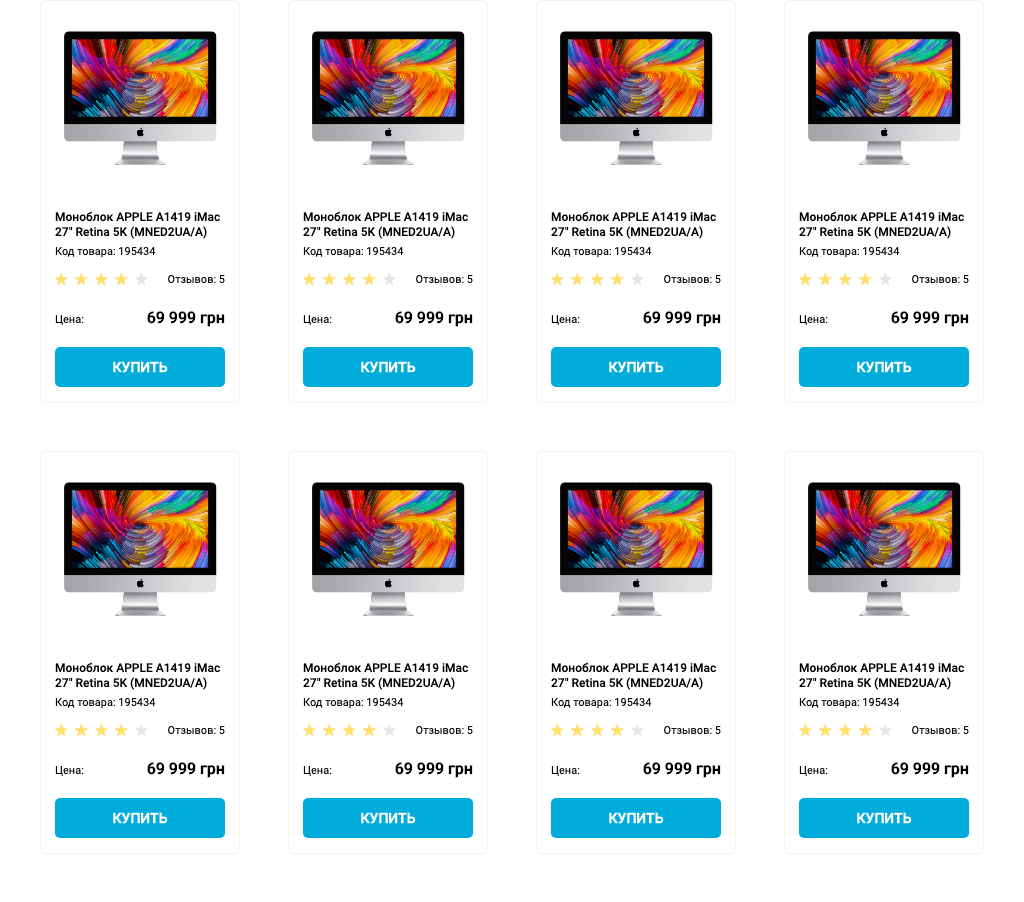 Моноблок APPLE A1419 iMac
27" Retina 5K (MNED2UA/A)
Код товара: 195434
Отзывов: 5
Цена: 69 999 грн
КУПИТЬ
Моноблок APPLE A1419 iMac
27" Retina 5K (MNED2UA/A)
Код товара: 195434
Отзывов: 5
Цена: 69 999 грн
КУПИТЬ
Моноблок APPLE A1419 iMac
27" Retina 5K (MNED2UA/A)
Код товара: 195434
Отзывов: 5
Цена: 69 999 грн
КУПИТЬ
Моноблок APPLE A1419 iMac
27" Retina 5K (MNED2UA/A)
Код товара: 195434
Отзывов: 5
Цена: 69 999 грн
КУПИТЬ
Моноблок APPLE A1419 iMac
27" Retina 5K (MNED2UA/A)
Код товара: 195434
Отзывов: 5
Цена: 69 999 грн
КУПИТЬ
Моноблок APPLE A1419 iMac
27" Retina 5K (MNED2UA/A)
Код товара: 195434
Отзывов: 5
Цена: 69 999 грн
КУПИТЬ
Моноблок APPLE A1419 iMac
27" Retina 5K (MNED2UA/A)
Код товара: 195434
Отзывов: 5
Цена: 69 999 грн
КУПИТЬ
Моноблок APPLE A1419 iMac
27" Retina 5K (MNED2UA/A)
Код товара: 195434
Отзывов: 5
Цена: 69 999 грн
КУПИТЬ